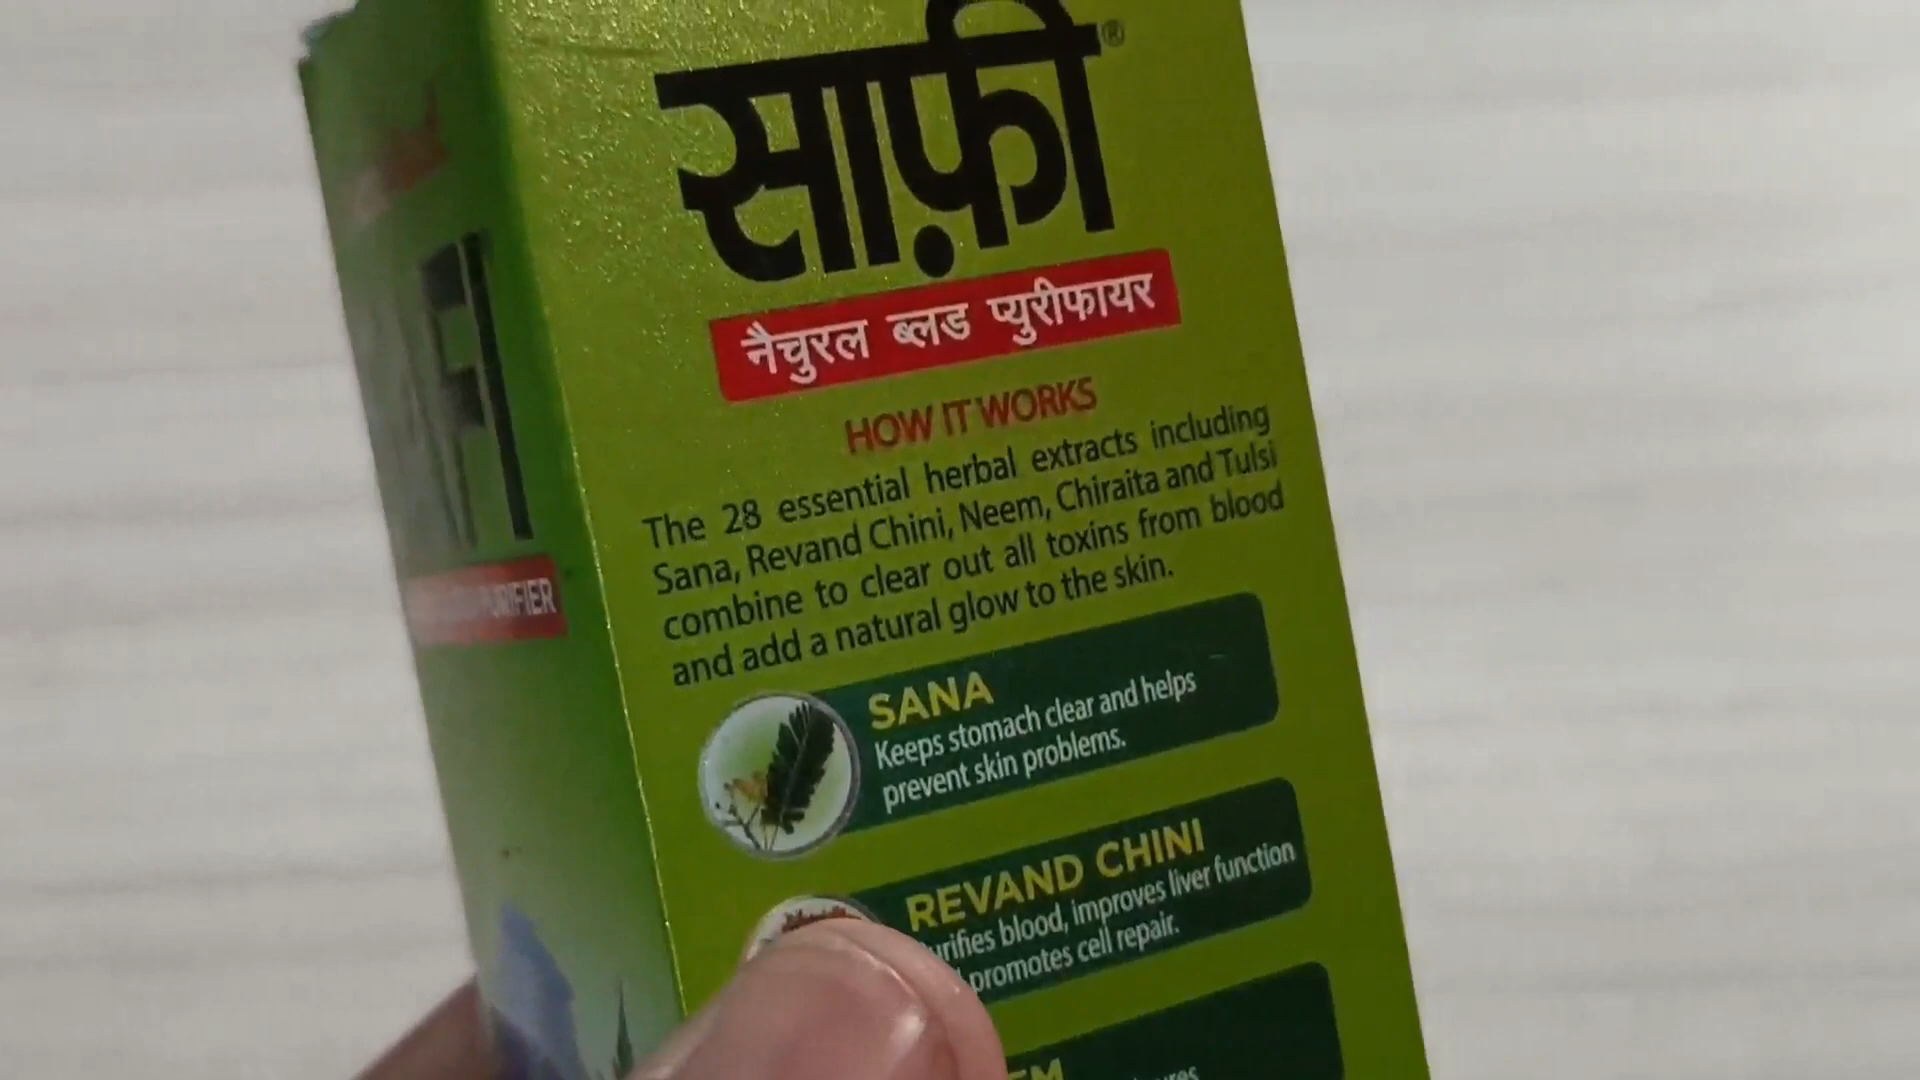 साफ़ी®
नैचुरल ब्लड प्युरीफायर
HOW IT WORKS
The 28 essential herbal extracts including
Sana, Revand Chini, Neem, Chiraita and Tulsi
combine to clear out all toxins from blood
and add a natural glow to the skin.
SANA
Keeps stomach clear and helps
prevent skin problems.
REVAND CHINI
urifies blood, improves liver function
promotes cell repair.
PURIFIER